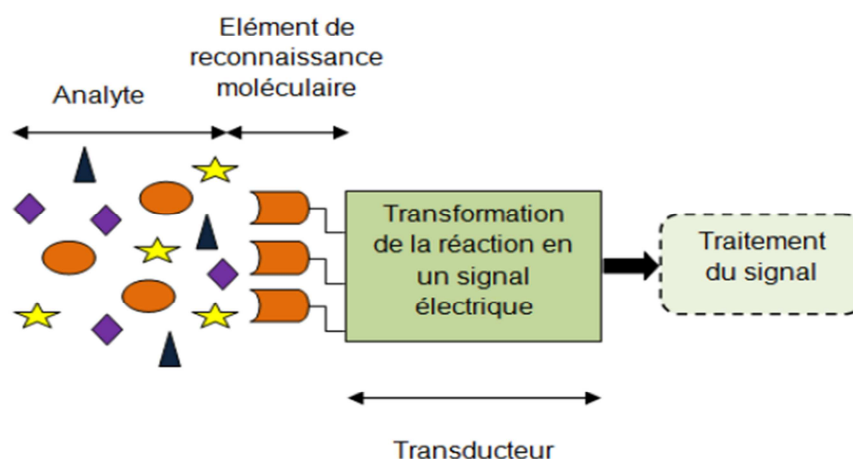 Elément de
reconnaissance
moléculaire
Analyte
Transformation
de la réaction en
un signal
électrique
Traitement
du signal
Transducteur